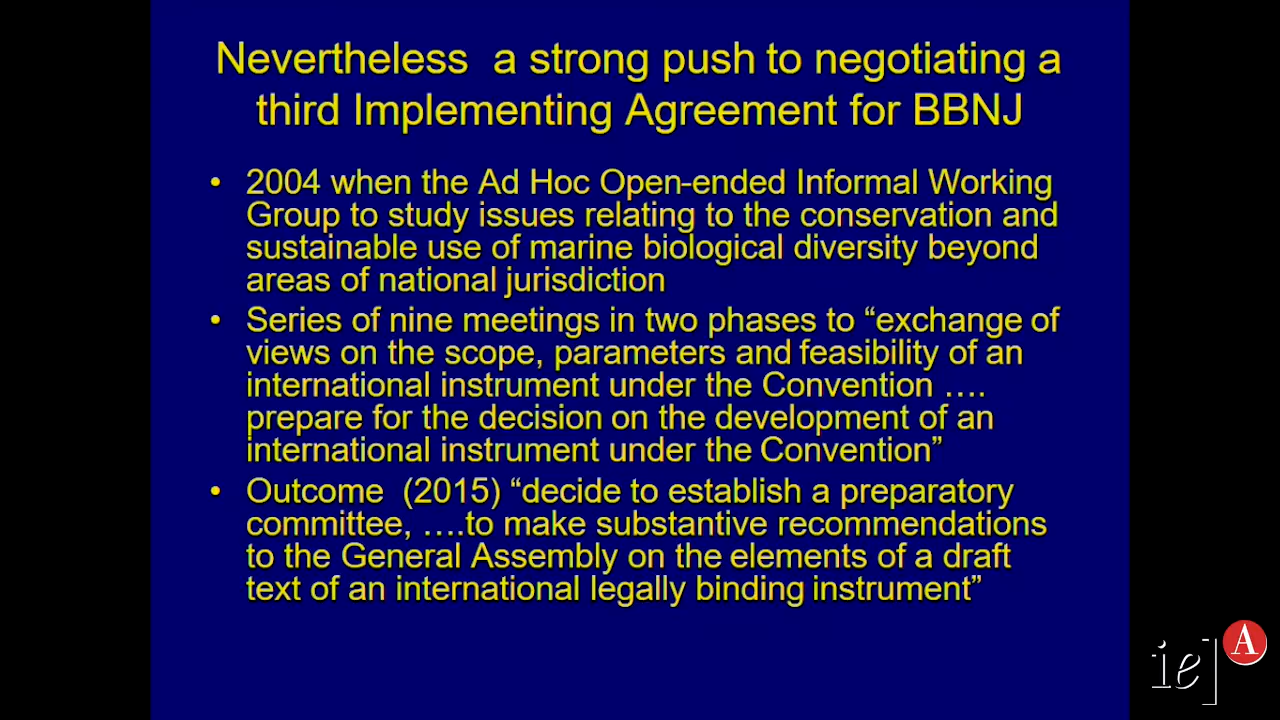 Nevertheless  a strong push to negotiating a
third Implementing Agreement for BBNJ
• 2004 when the Ad Hoc Open-ended Informal Working
Group to study issues relating to the conservation and
sustainable use of marine biological diversity beyond
areas of national jurisdiction
• Series of nine meetings in two phases to “exchange of
views on the scope, parameters and feasibility of an
international instrument under the Convention ….
prepare for the decision on the development of an
international instrument under the Convention”
• Outcome  (2015) “decide to establish a preparatory
committee, ….to make substantive recommendations
to the General Assembly on the elements of a draft
text of an international legally binding instrument”
ie] A